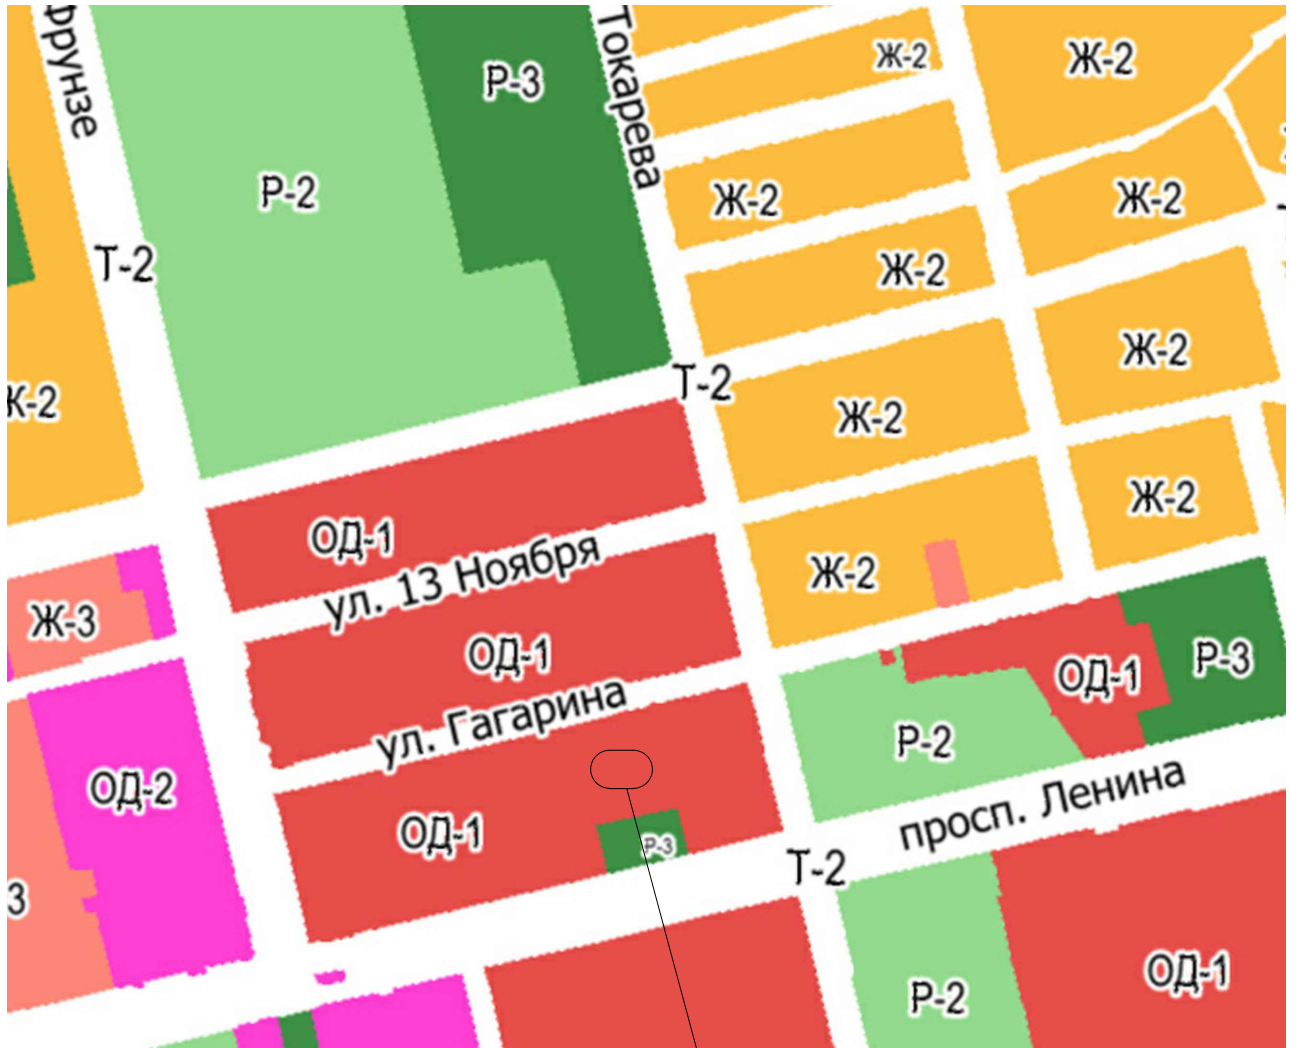 Фрунзе
Токарева
Ж-2
Ж-2
Р-3
Р-2
Ж-2
Ж-2
Т-2
Ж-2
Ж-2
Т-2
Ж-2
Ж-2
Ж-2
ОД-1
ул. 13 Ноября
Ж-2
Ж-3
ОД-1
ОД-1
Р-3
ул. Гагарина
Р-2
ОД-2
просп. Ленина
ОД-1
Р-3
Т-2
3
ОД-1
Р-2